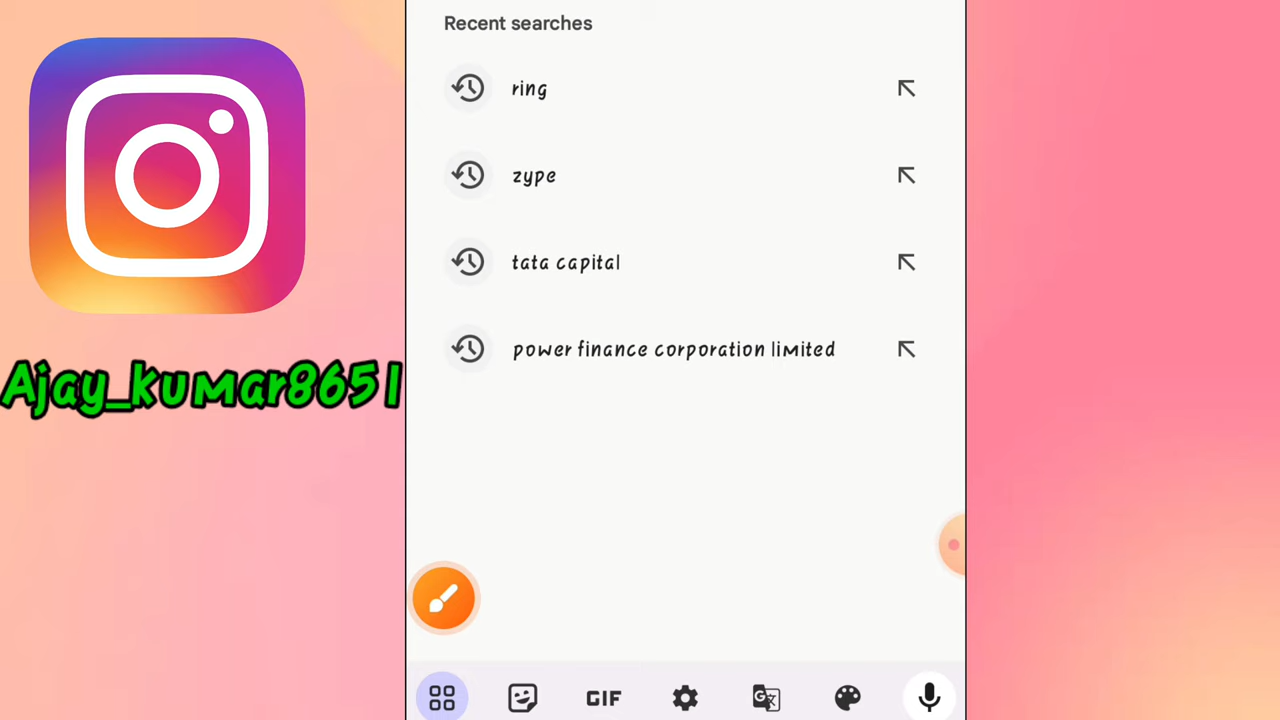 Recent searches
ring
zype
tata capital
power finance corporation limited
Ajay_kumar8651
GIF
G